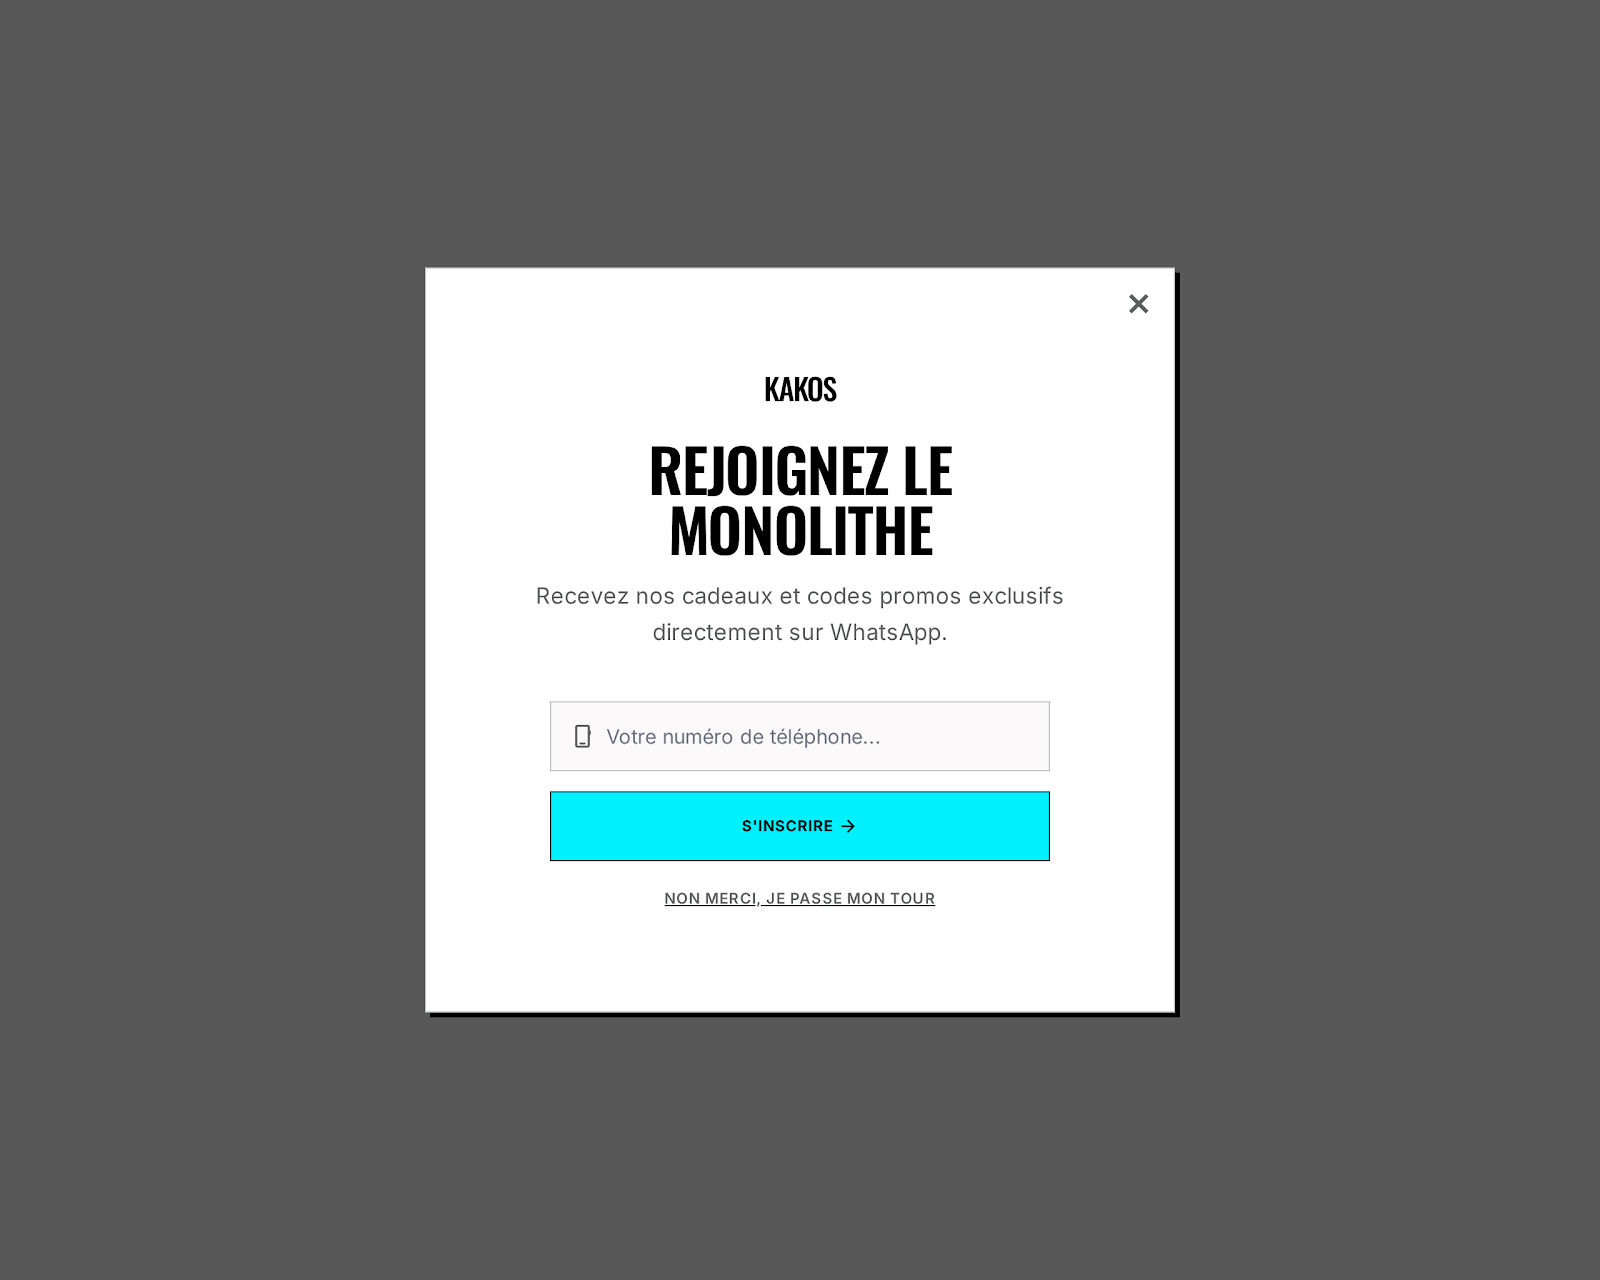 KAKOS
REJOIGNEZ LE
MONOLITHE
Recevez nos cadeaux et codes promos exclusifs
directement sur WhatsApp.
Votre numéro de téléphone...
S'INSCRIRE →
NON MERCI, JE PASSE MON TOUR